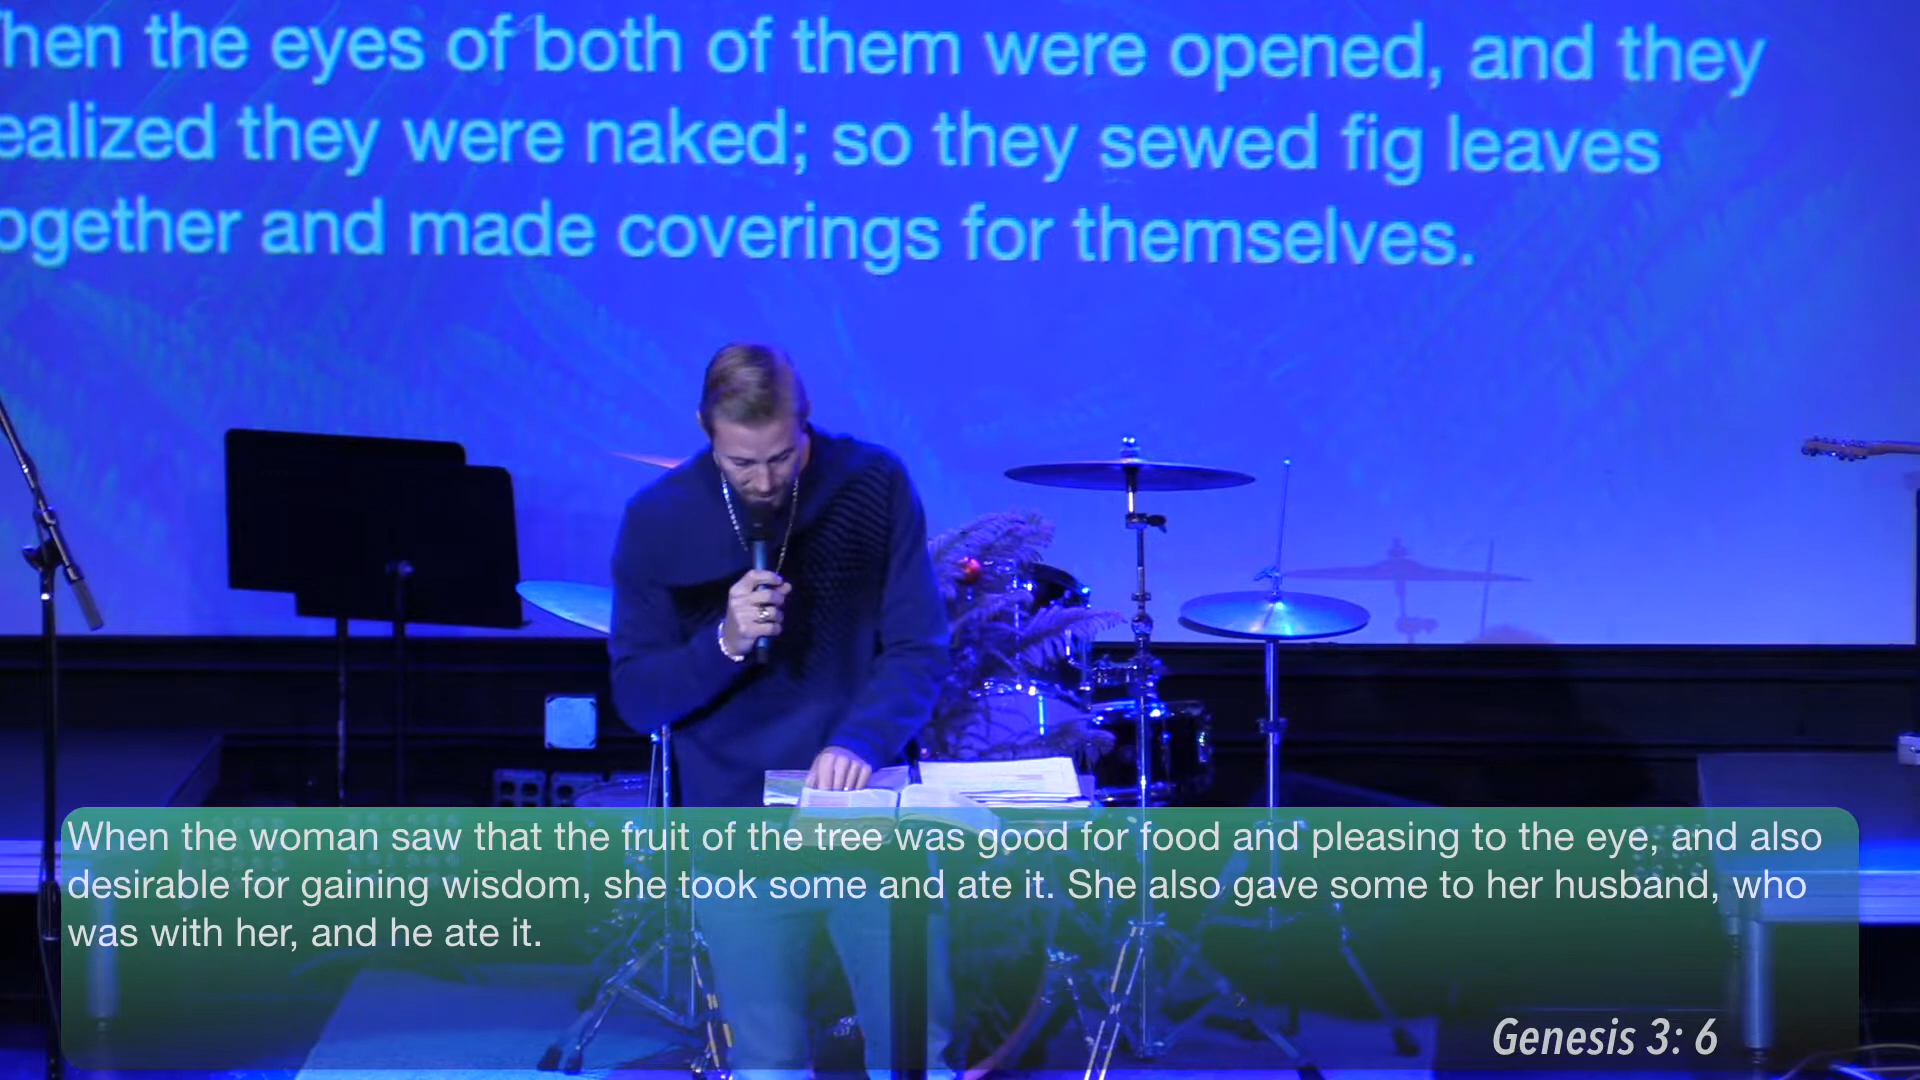 hen the eyes of both of them were opened, and they
ealized they were naked; so they sewed fig leaves
ogether and made coverings for themselves.
When the woman saw that the fruit of the tree was good for food and pleasing to the eye, and also
desirable for gaining wisdom, she took some and ate it. She also gave some to her husband, who
was with her, and he ate it.
Genesis 3: 6